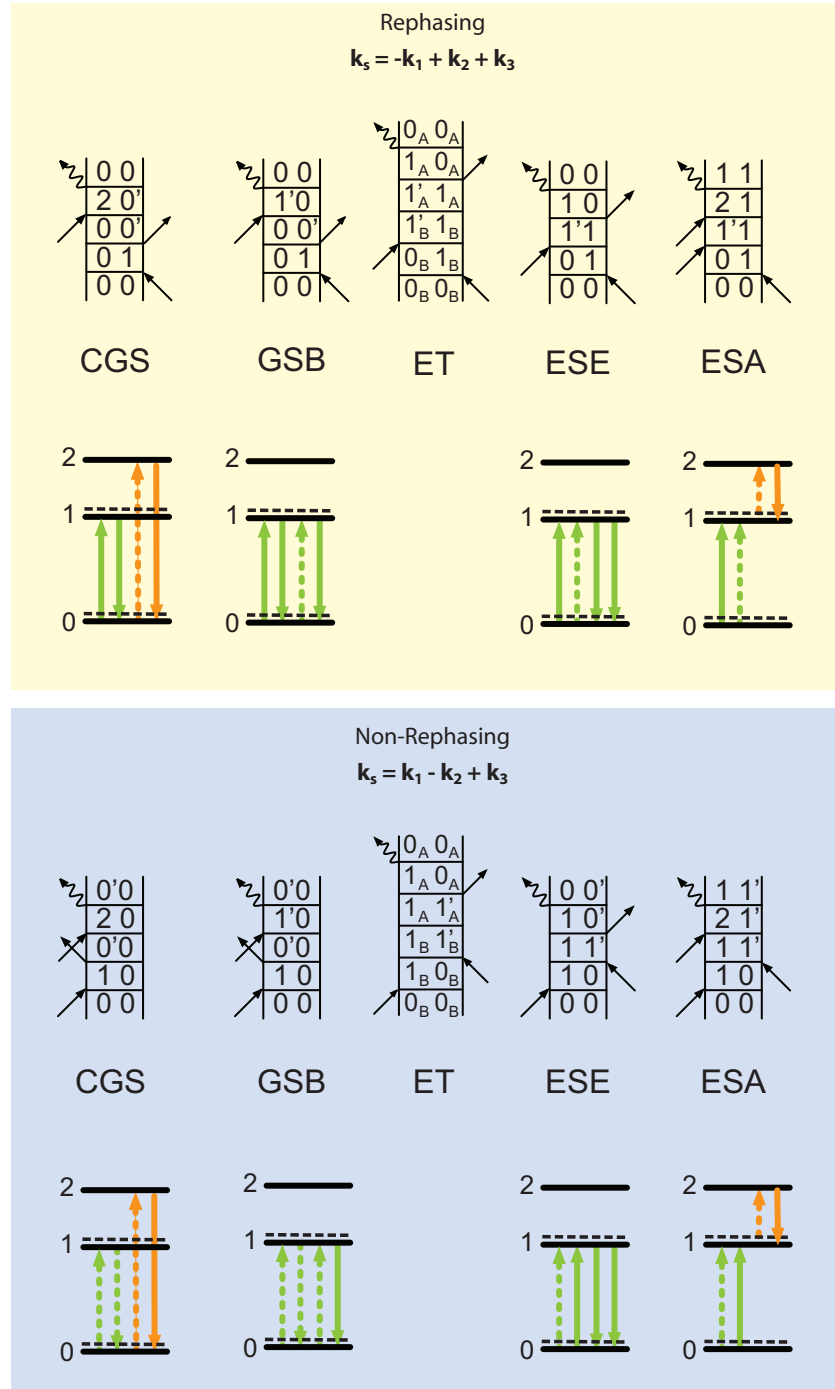 Rephasing
ks = -k1 + k2 + k3
0A 0A
1A 0A
1'A 1A
1'B 1B
0B 1B
0B 0B
0 0
2 0'
0 0'
0 1
0 0
0 0
1'0
0 0'
0 1
0 0
0 0
1 0
1'1
0 1
0 0
1 1
2 1
1'1
0 1
0 0
CGS GSB ET ESE ESA
2 2 2 2
1 1 1 1
0 0 0 0
Non-Rephasing
ks = k1 - k2 + k3
0A 0A
1A 0A
1A 1'A
1B 1'B
1B 0B
0B 0B
0'0
2 0
0'0
1 0
0 0
0'0
1'0
0'0
1 0
0 0
0 0'
1 0'
1 1'
1 0
0 0
1 1'
2 1'
1 1'
1 0
0 0
CGS GSB ET ESE ESA
2 2 2 2
1 1 1 1
0 0 0 0